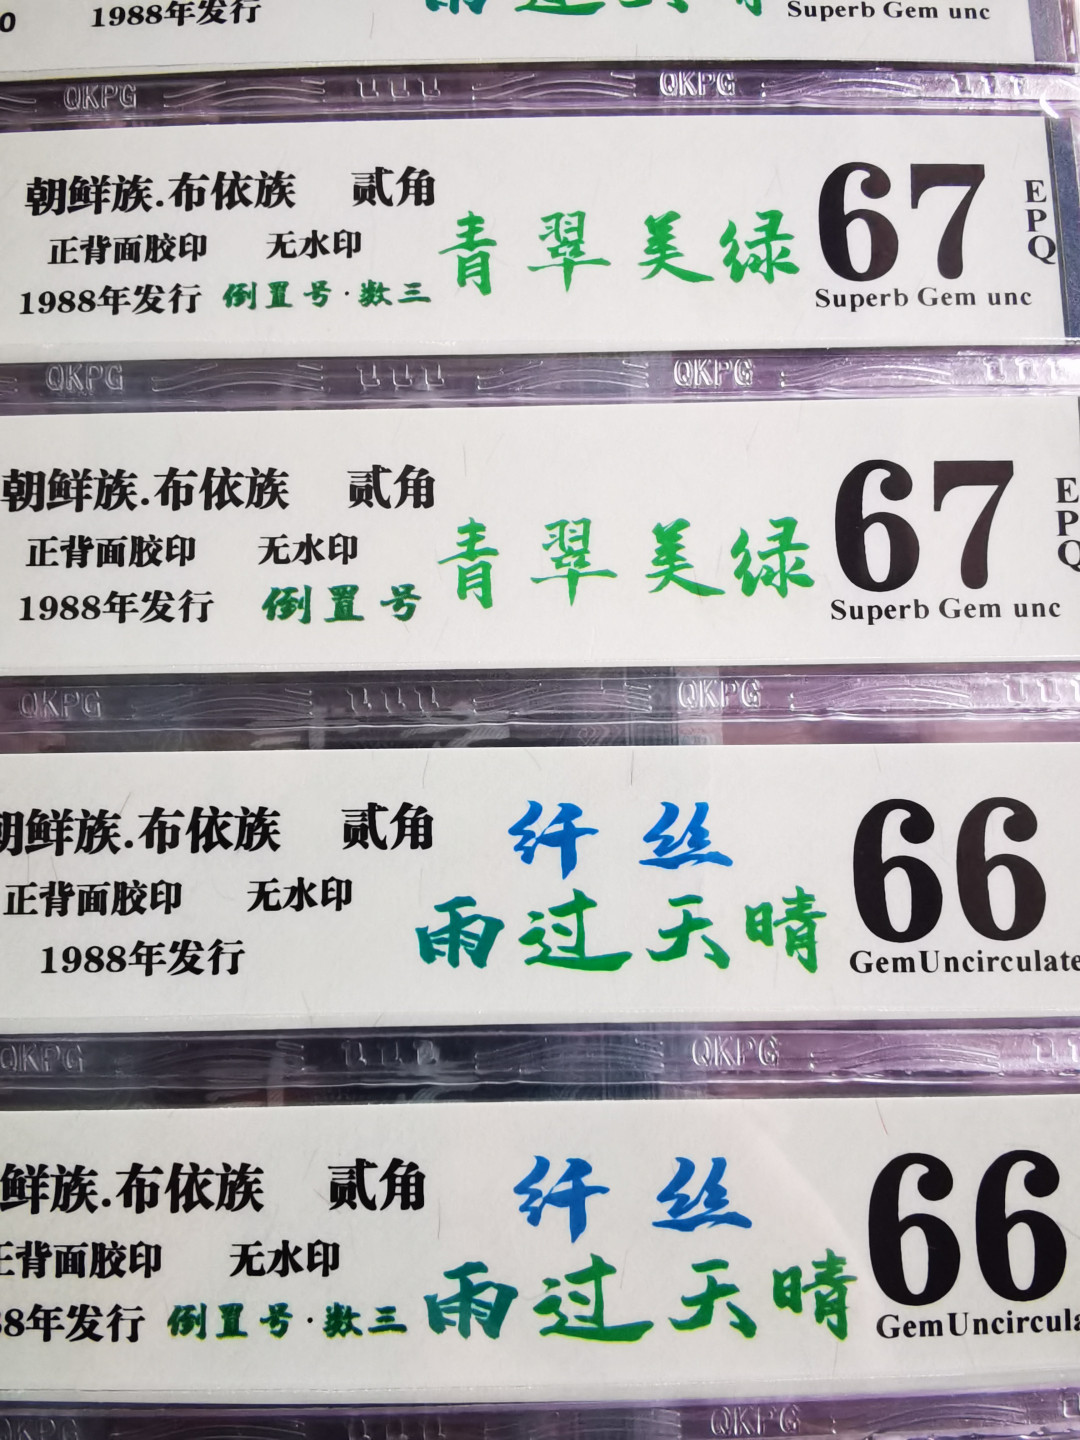 0
1988年发行
雨过天晴
Superb Gem unc
QKPG
QKPG
朝鲜族.布依族 贰角
正背面胶印 无水印
1988年发行 倒置号·数三
青翠美绿
67
EPQ
Superb Gem unc
QKPG
QKPG
朝鲜族.布依族 贰角
正背面胶印 无水印
1988年发行 倒置号
青翠美绿
67
EPQ
Superb Gem unc
QKPG
QKPG
朝鲜族.布依族 贰角
正背面胶印 无水印
1988年发行
纤丝
雨过天晴
66
GemUncirculate
QKPG
QKPG
鲜族.布依族 贰角
正背面胶印 无水印
88年发行 倒置号·数三
纤丝
雨过天晴
66
GemUncircula
QKPG
QKPG